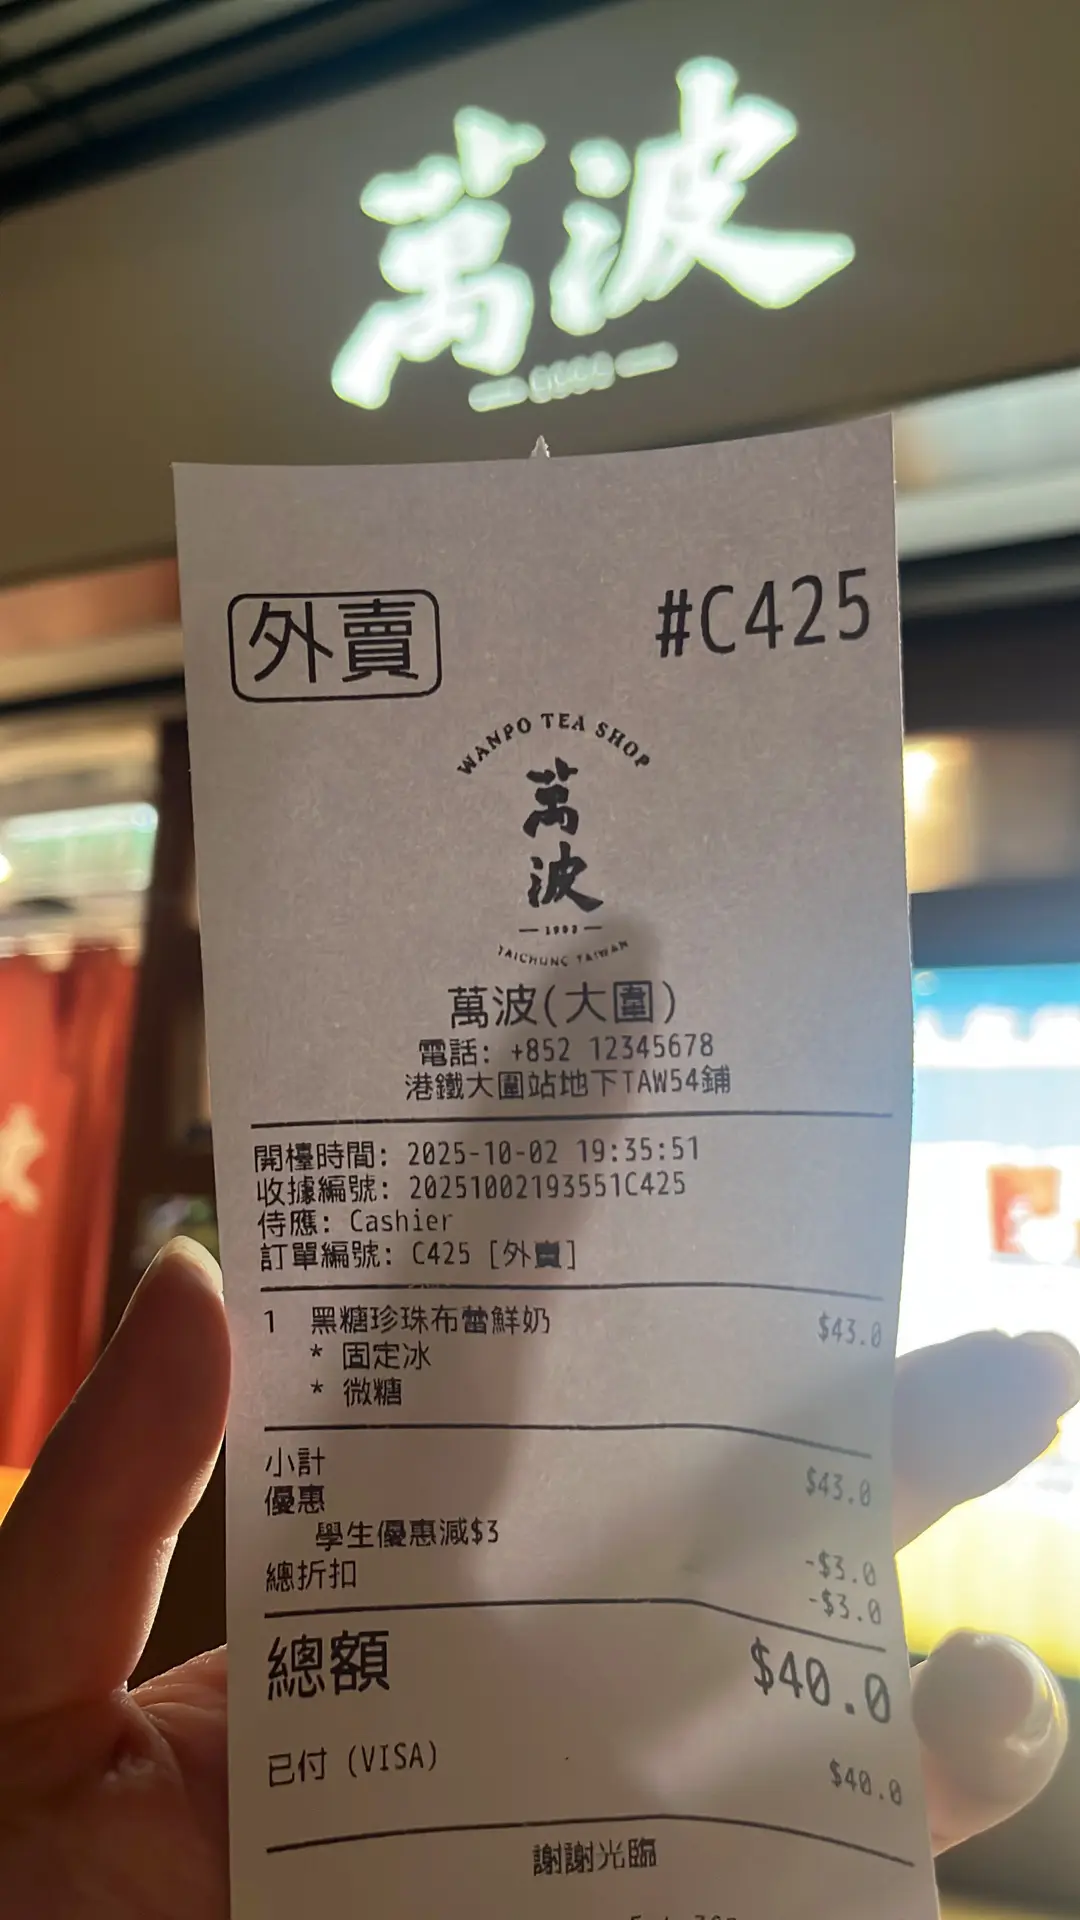 萬波
外賣
#C425
WANPO TEA SHOP
萬波
1992
TAICHUNG TAIWAN
萬波(大圍)
電話: +852 12345678
港鐵大圍站地下TAW54鋪
開檯時間: 2025-10-02 19:35:51
收據編號: 20251002193551C425
侍應: Cashier
訂單編號: C425 [外賣]
1 黑糖珍珠布蕾鮮奶 $43.0
* 固定冰
* 微糖
小計 $43.0
優惠
學生優惠減$3 -$3.0
總折扣 -$3.0
總額 $40.0
已付 (VISA) $40.0
謝謝光臨